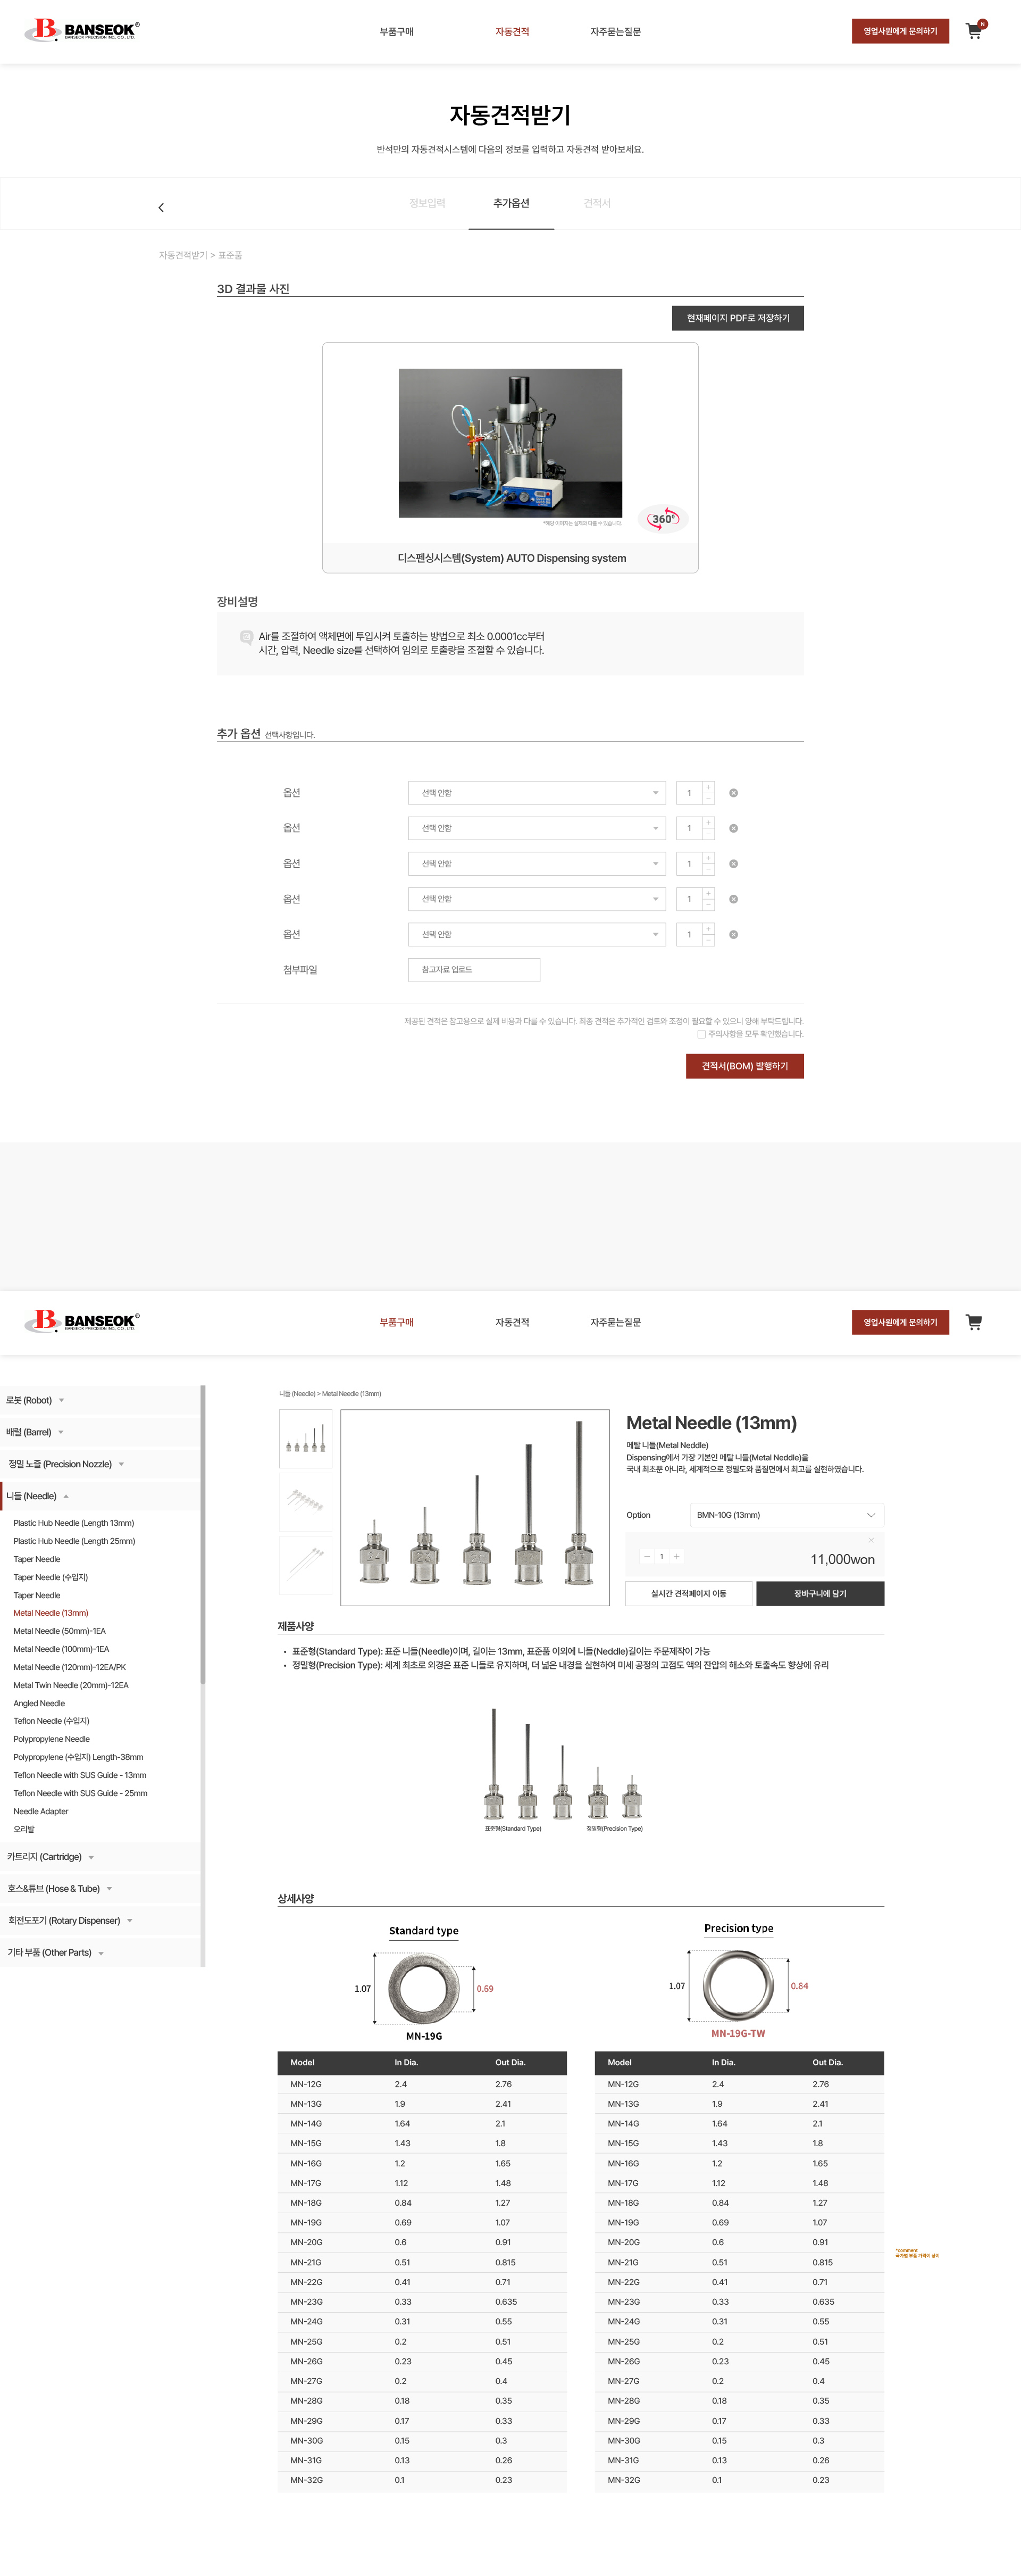 BANSEOK®
BANSEOK PRECISION IND., CO., LTD.
부품구매
자동견적
자주묻는질문
영업사원에게 문의하기
N
자동견적받기
반석만의 자동견적시스템에 다음의 정보를 입력하고 자동견적 받아보세요.
정보입력
추가옵션
견적서
자동견적받기 > 표준품
3D 결과물 사진
현재페이지 PDF로 저장하기
*해당 이미지는 실제와 다를 수 있습니다.
360°
디스펜싱시스템(System) AUTO Dispensing system
장비설명
Air를 조절하여 액체면에 투입시켜 토출하는 방법으로 최소 0.0001cc부터
시간, 압력, Needle size를 선택하여 임의로 토출량을 조절할 수 있습니다.
추가 옵션 선택사항입니다.
옵션 선택 안함 1
옵션 선택 안함 1
옵션 선택 안함 1
옵션 선택 안함 1
옵션 선택 안함 1
첨부파일 참고자료 업로드
제공된 견적은 참고용으로 실제 비용과 다를 수 있습니다. 최종 견적은 추가적인 검토와 조정이 필요할 수 있으니 양해 부탁드립니다.
주의사항을 모두 확인했습니다.
견적서(BOM) 발행하기
BANSEOK®
BANSEOK PRECISION IND., CO., LTD.
부품구매
자동견적
자주묻는질문
영업사원에게 문의하기
로봇 (Robot)
배럴 (Barrel)
정밀 노즐 (Precision Nozzle)
니들 (Needle)
Plastic Hub Needle (Length 13mm)
Plastic Hub Needle (Length 25mm)
Taper Needle
Taper Needle (수입지)
Taper Needle
Metal Needle (13mm)
Metal Needle (50mm)-1EA
Metal Needle (100mm)-1EA
Metal Needle (120mm)-12EA/PK
Metal Twin Needle (20mm)-12EA
Angled Needle
Teflon Needle (수입지)
Polypropylene Needle
Polypropylene (수입지) Length-38mm
Teflon Needle with SUS Guide - 13mm
Teflon Needle with SUS Guide - 25mm
Needle Adapter
오리발
카트리지 (Cartridge)
호스&튜브 (Hose & Tube)
회전도포기 (Rotary Dispenser)
기타 부품 (Other Parts)
니들 (Needle) > Metal Needle (13mm)
Metal Needle (13mm)
메탈 니들(Metal Neddle)
Dispensing에서 가장 기본인 메탈 니들(Metal Neddle)을
국내 최초뿐 아니라, 세계적으로 정밀도와 품질면에서 최고를 실현하였습니다.
Option BMN-10G (13mm)
1
11,000won
실시간 견적페이지 이동
장바구니에 담기
제품사양
• 표준형(Standard Type): 표준 니들(Needle)이며, 길이는 13mm, 표준품 이외에 니들(Neddle)길이는 주문제작이 가능
• 정밀형(Precision Type): 세계 최초로 외경은 표준 니들로 유지하며, 더 넓은 내경을 실현하여 미세 공정의 고점도 액의 잔압의 해소와 토출속도 향상에 유리
표준형(Standard Type)
정밀형(Precision Type)
상세사양
Standard type
1.07
0.69
MN-19G
Precision type
1.07
0.84
MN-19G-TW
Model In Dia. Out Dia.
MN-12G 2.4 2.76
MN-13G 1.9 2.41
MN-14G 1.64 2.1
MN-15G 1.43 1.8
MN-16G 1.2 1.65
MN-17G 1.12 1.48
MN-18G 0.84 1.27
MN-19G 0.69 1.07
MN-20G 0.6 0.91
MN-21G 0.51 0.815
MN-22G 0.41 0.71
MN-23G 0.33 0.635
MN-24G 0.31 0.55
MN-25G 0.2 0.51
MN-26G 0.23 0.45
MN-27G 0.2 0.4
MN-28G 0.18 0.35
MN-29G 0.17 0.33
MN-30G 0.15 0.3
MN-31G 0.13 0.26
MN-32G 0.1 0.23
Model In Dia. Out Dia.
MN-12G 2.4 2.76
MN-13G 1.9 2.41
MN-14G 1.64 2.1
MN-15G 1.43 1.8
MN-16G 1.2 1.65
MN-17G 1.12 1.48
MN-18G 0.84 1.27
MN-19G 0.69 1.07
MN-20G 0.6 0.91
MN-21G 0.51 0.815
MN-22G 0.41 0.71
MN-23G 0.33 0.635
MN-24G 0.31 0.55
MN-25G 0.2 0.51
MN-26G 0.23 0.45
MN-27G 0.2 0.4
MN-28G 0.18 0.35
MN-29G 0.17 0.33
MN-30G 0.15 0.3
MN-31G 0.13 0.26
MN-32G 0.1 0.23
*comment
국가별 부품 가격이 상이